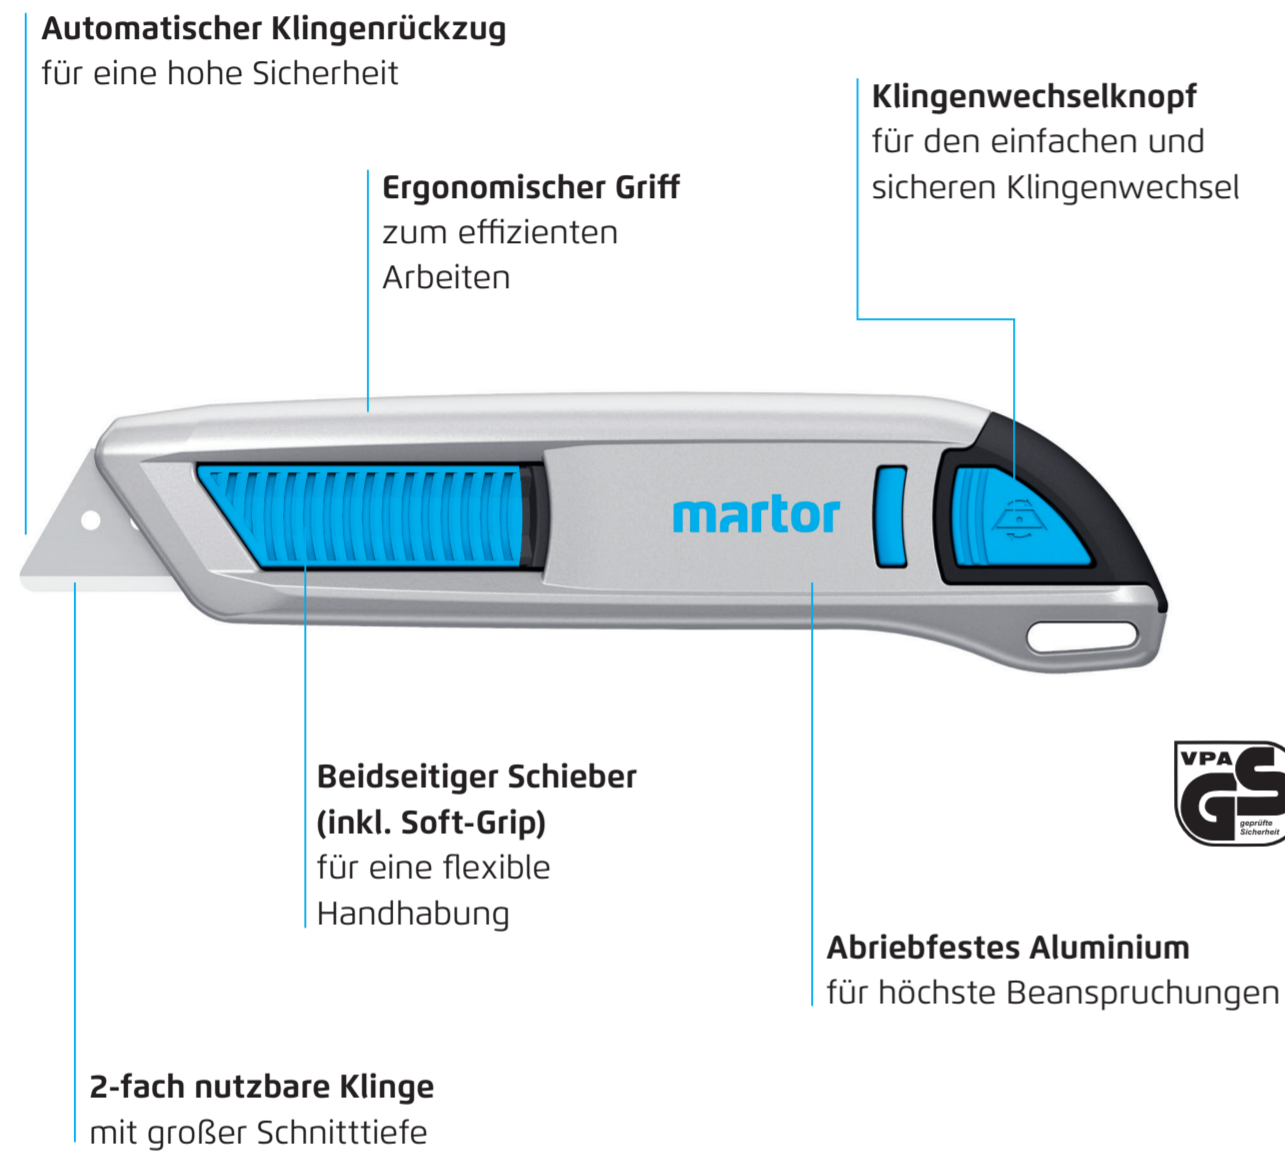 Automatischer Klingenrückzug
für eine hohe Sicherheit
Klingenwechselknopf
für den einfachen und
sicheren Klingenwechsel
Ergonomischer Griff
zum effizienten
Arbeiten
martor
VPA
GS
geprüfte
Sicherheit
Beidseitiger Schieber
(inkl. Soft-Grip)
für eine flexible
Handhabung
Abriebfestes Aluminium
für höchste Beanspruchungen
2-fach nutzbare Klinge
mit großer Schnitttiefe